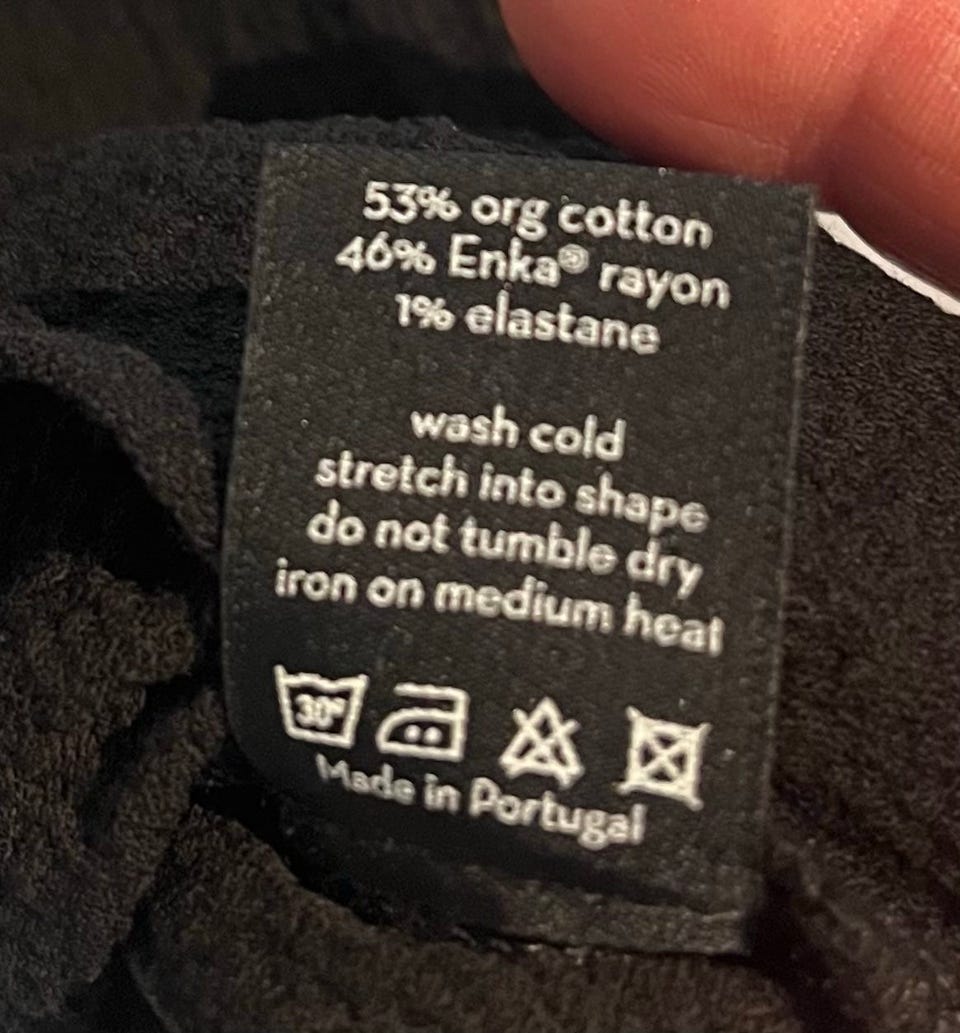 53% org cotton
46% Enka® rayon
1% elastane
wash cold
stretch into shape
do not tumble dry
iron on medium heat
30°
Made in Portugal